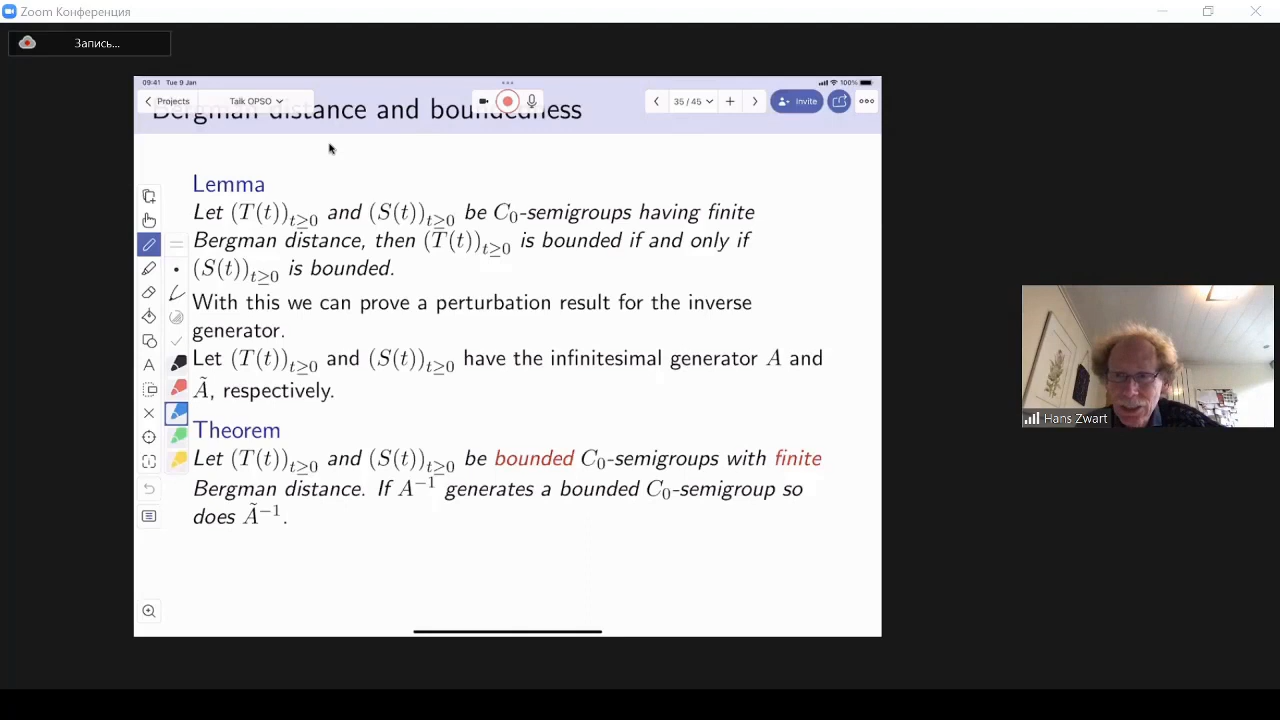 Zoom Конференция
Запись...
09:41 Tue 9 Jan
100%
Projects
Talk OPSO
35 / 45
Invite
Bergman distance and boundedness
Lemma
Let (T(t))_{t≥0} and (S(t))_{t≥0} be C₀-semigroups having finite
Bergman distance, then (T(t))_{t≥0} is bounded if and only if
(S(t))_{t≥0} is bounded.
With this we can prove a perturbation result for the inverse
generator.
Let (T(t))_{t≥0} and (S(t))_{t≥0} have the infinitesimal generator A and
Ã, respectively.
Theorem
Let (T(t))_{t≥0} and (S(t))_{t≥0} be bounded C₀-semigroups with finite
Bergman distance. If A⁻¹ generates a bounded C₀-semigroup so
does Ã⁻¹.
Hans Zwart